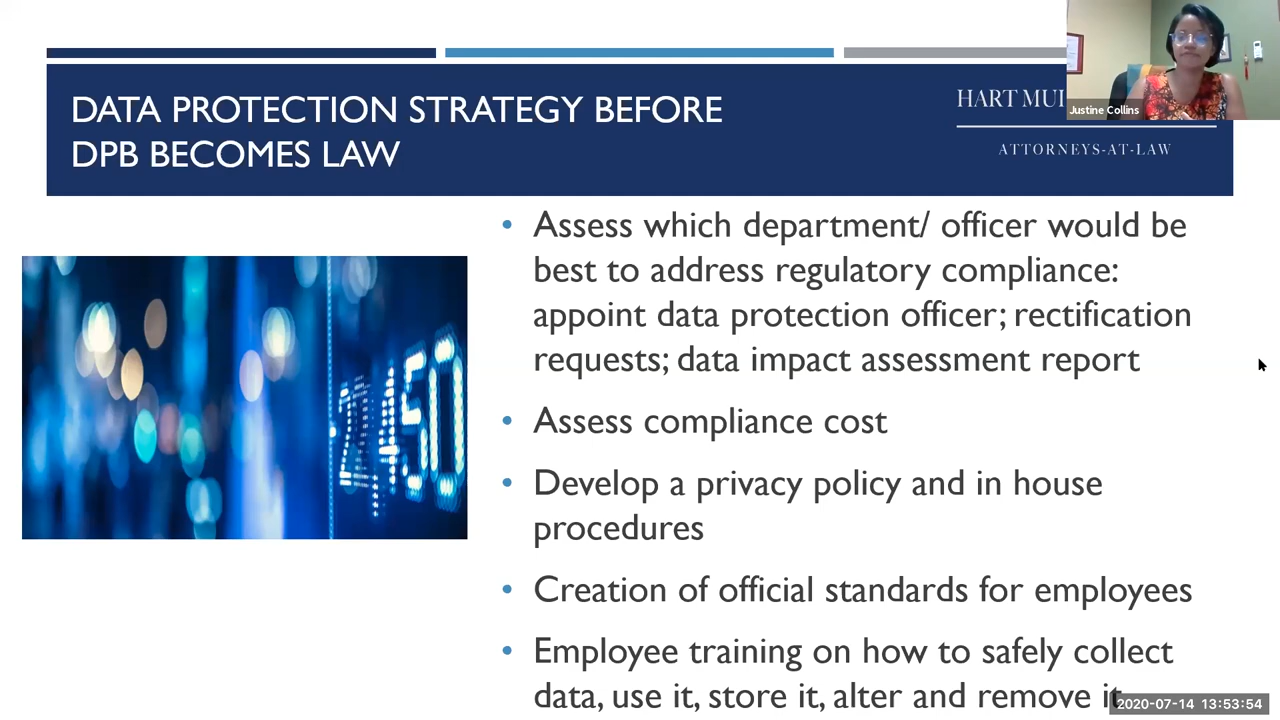 DATA PROTECTION STRATEGY BEFORE
DPB BECOMES LAW
HART
ATTORNEYS-AT-LAW
Justine Collins
• Assess which department/ officer would be
best to address regulatory compliance:
appoint data protection officer; rectification
requests; data impact assessment report
• Assess compliance cost
• Develop a privacy policy and in house
procedures
• Creation of official standards for employees
• Employee training on how to safely collect
data, use it, store it, alter and remove it
2020-07-14 13:53:54